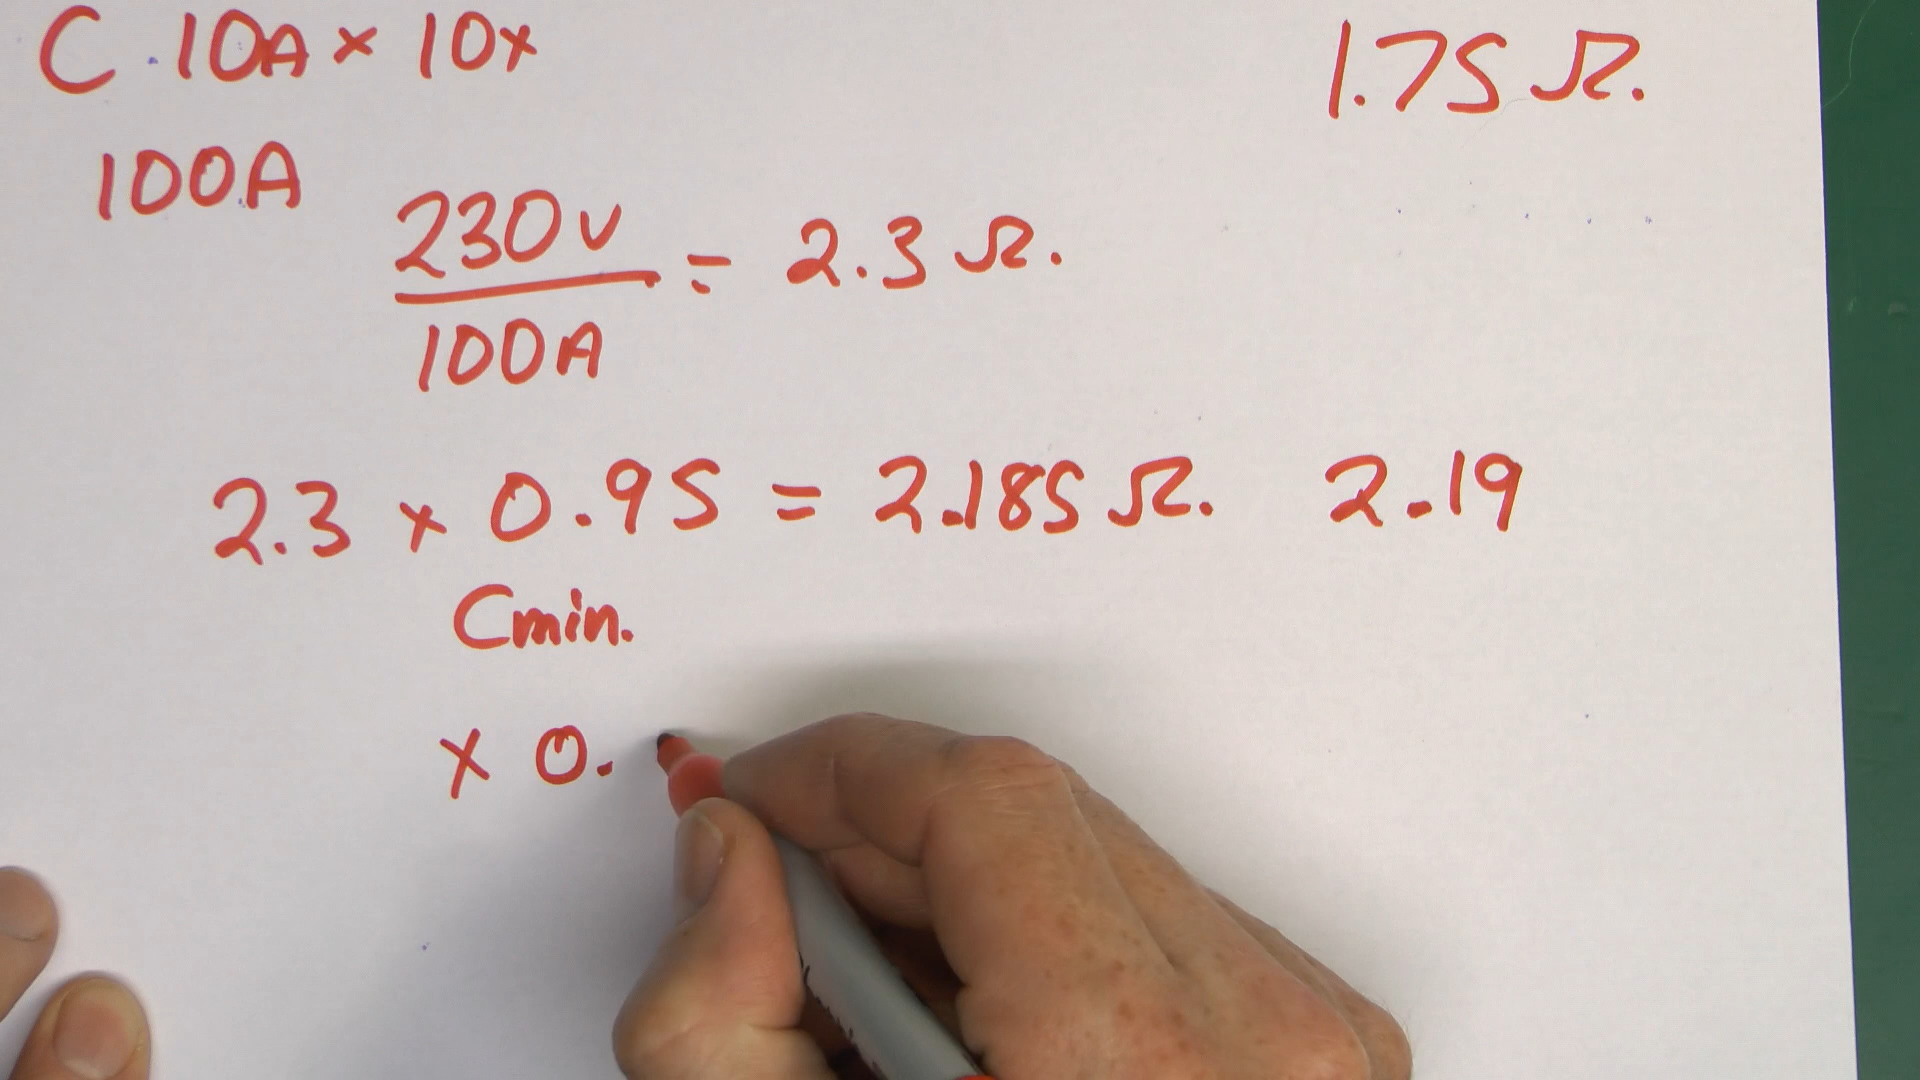 C 10A × 10×
1.75 Ω.
100A
230v
100A
= 2.3 Ω.
2.3 × 0.95 = 2.185 Ω. 2.19
Cmin.
× 0.